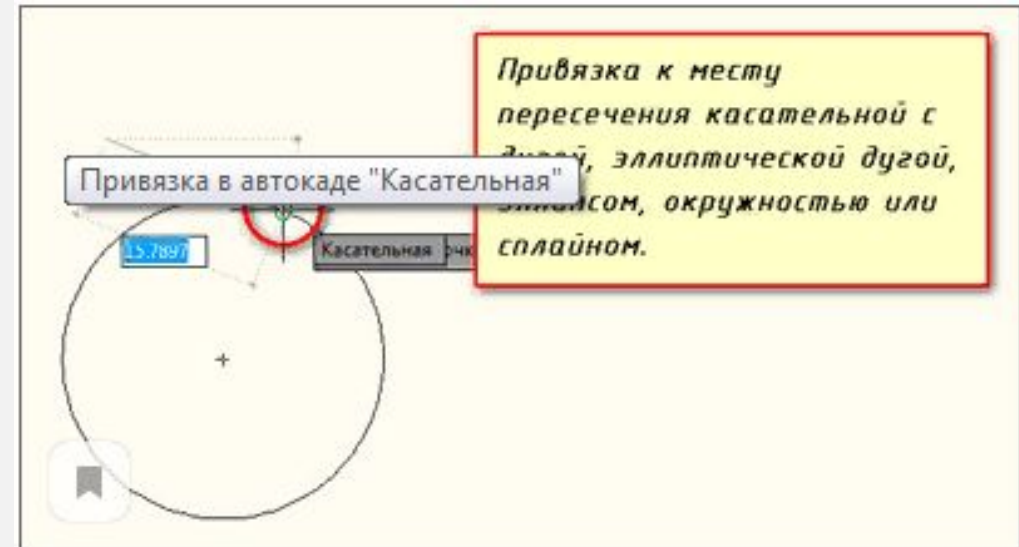 Привязка к месту
пересечения касательной с
эллиптической дугой,
окружностью или
сплайном.
Привязка в автокаде "Касательная"
15.7897
Касательная